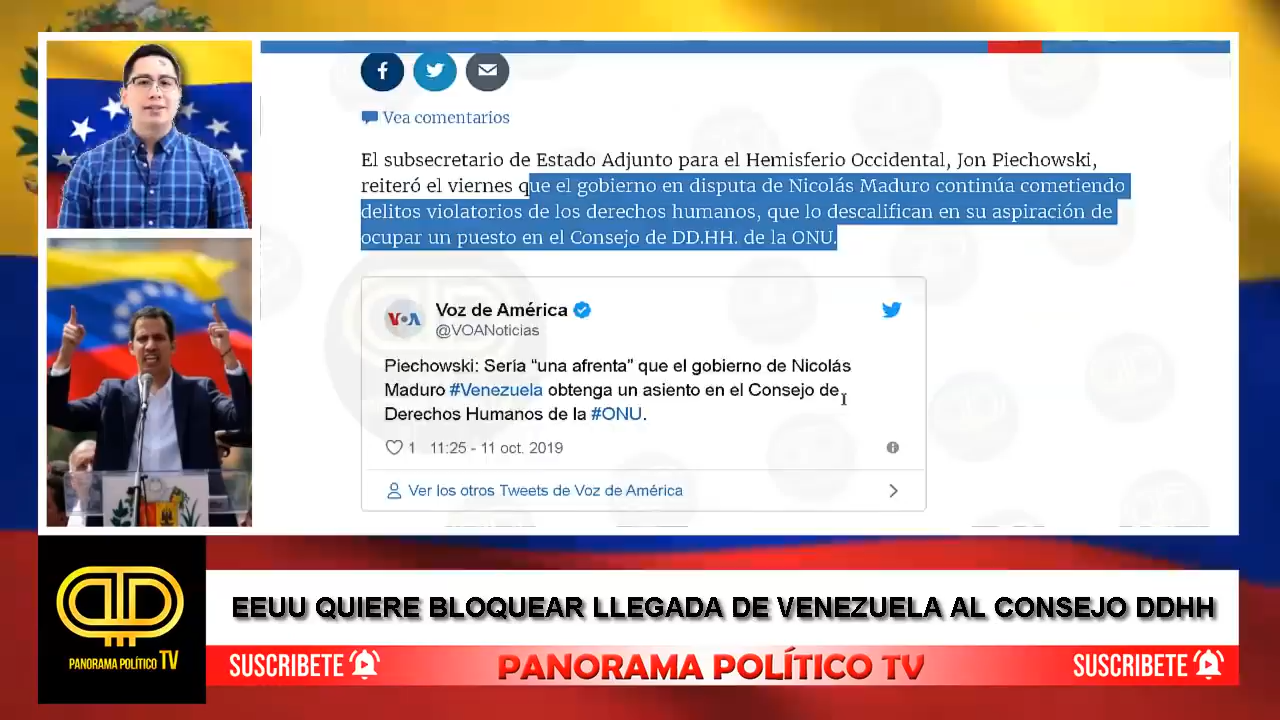 Vea comentarios
El subsecretario de Estado Adjunto para el Hemisferio Occidental, Jon Piechowski,
reiteró el viernes que el gobierno en disputa de Nicolás Maduro continúa cometiendo
delitos violatorios de los derechos humanos, que lo descalifican en su aspiración de
ocupar un puesto en el Consejo de DD.HH. de la ONU.
VOA
Voz de América
@VOANoticias
Piechowski: Sería “una afrenta” que el gobierno de Nicolás
Maduro #Venezuela obtenga un asiento en el Consejo de
Derechos Humanos de la #ONU.
1 11:25 - 11 oct. 2019
Ver los otros Tweets de Voz de América
PANORAMA POLÍTICO TV
EEUU QUIERE BLOQUEAR LLEGADA DE VENEZUELA AL CONSEJO DDHH
SUSCRIBETE PANORAMA POLÍTICO TV SUSCRIBETE